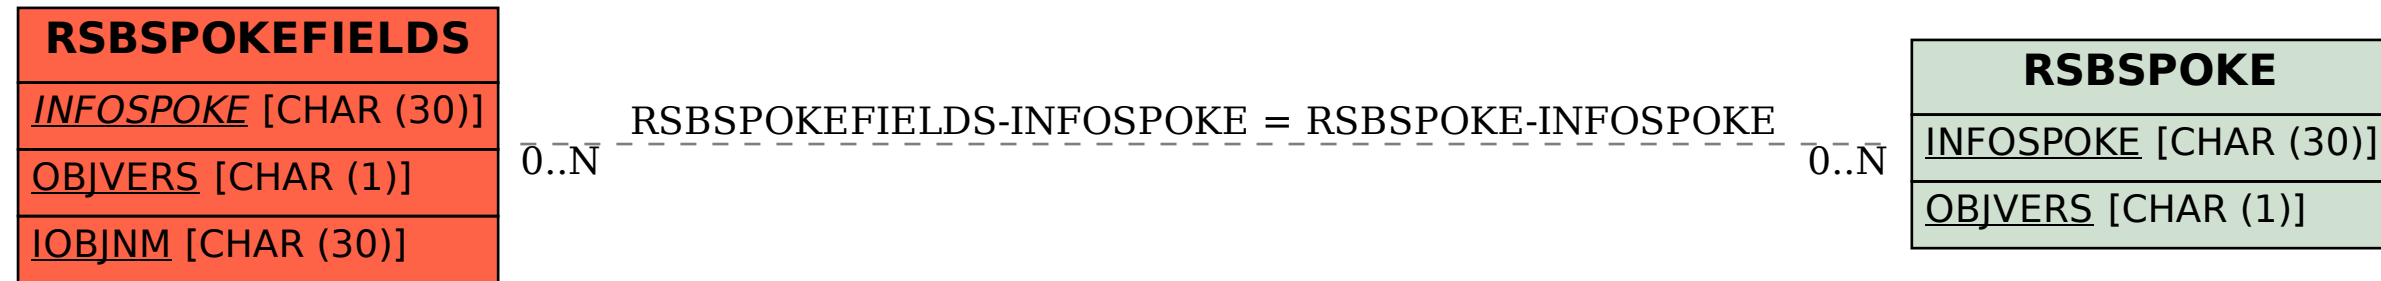 RSBSPOKEFIELDS
INFOSPOKE [CHAR (30)]
OBJVERS [CHAR (1)]
IOBJNM [CHAR (30)]
RSBSPOKEFIELDS-INFOSPOKE = RSBSPOKE-INFOSPOKE
0..N
0..N
RSBSPOKE
INFOSPOKE [CHAR (30)]
OBJVERS [CHAR (1)]